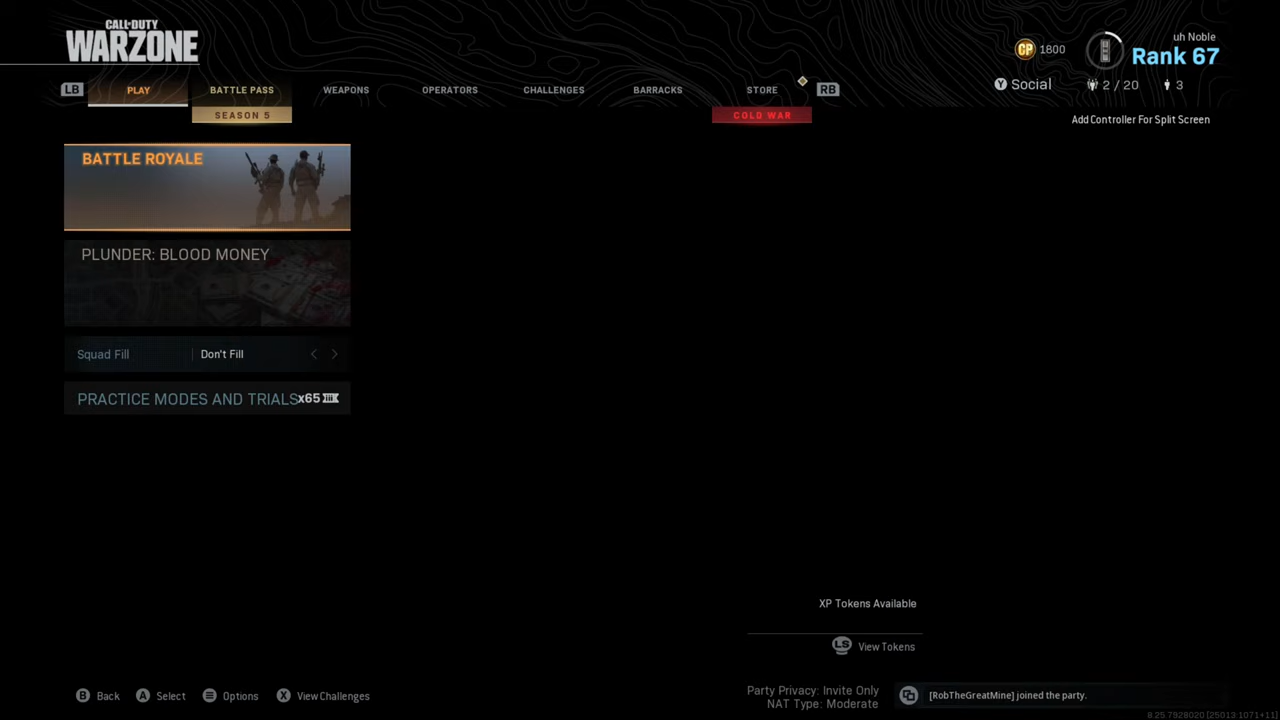 CALL OF DUTY
WARZONE
CP 1800
uh Noble
Rank 67
LB
PLAY
BATTLE PASS
WEAPONS
OPERATORS
CHALLENGES
BARRACKS
STORE
RB
Y Social
2 / 20
3
SEASON 5
COLD WAR
Add Controller For Split Screen
BATTLE ROYALE
PLUNDER: BLOOD MONEY
Squad Fill
Don't Fill
PRACTICE MODES AND TRIALS
x65
XP Tokens Available
LS View Tokens
B Back
A Select
Options
X View Challenges
Party Privacy: Invite Only
NAT Type: Moderate
[RobTheGreatMine] joined the party.